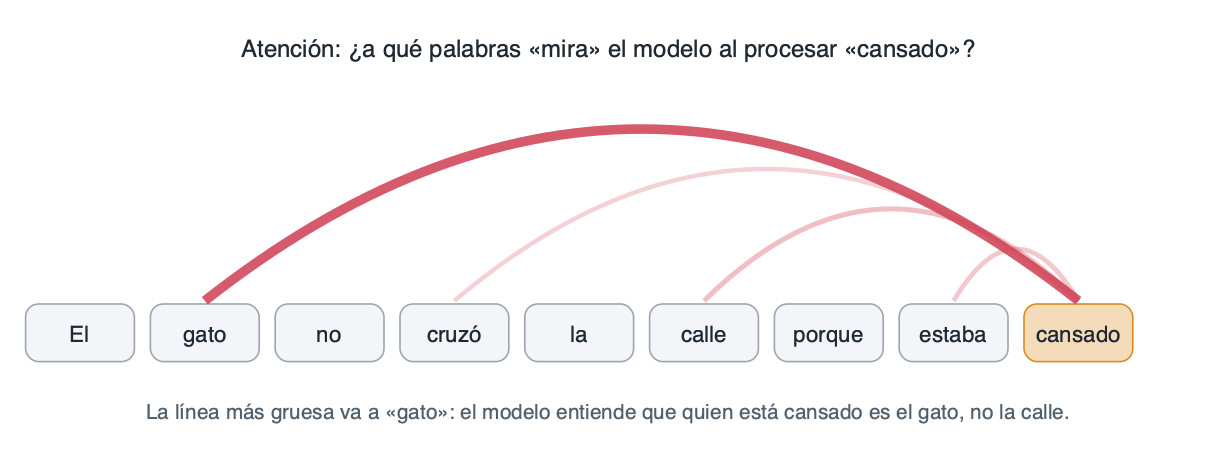 Atención: ¿a qué palabras «mira» el modelo al procesar «cansado»?
El gato no cruzó la calle porque estaba cansado
La línea más gruesa va a «gato»: el modelo entiende que quien está cansado es el gato, no la calle.